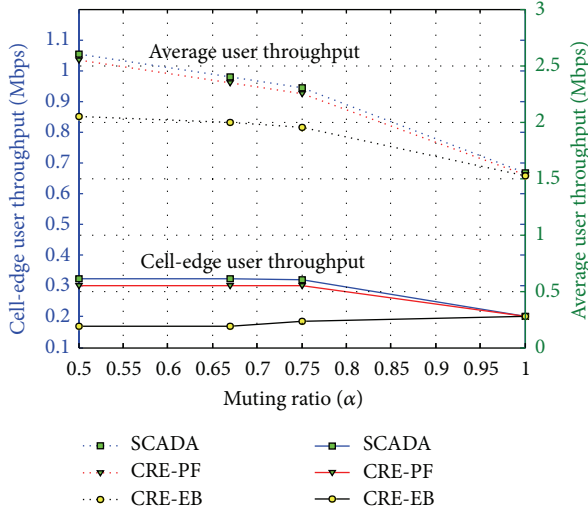 Cell-edge user throughput (Mbps)
1.1
1
0.9
0.8
0.7
0.6
0.5
0.4
0.3
0.2
0.1
Average user throughput
Cell-edge user throughput
3
2.5
2
1.5
1
0.5
0
Average user throughput (Mbps)
0.5 0.55 0.6 0.65 0.7 0.75 0.8 0.85 0.9 0.95 1
Muting ratio (α)
SCADA SCADA
CRE-PF CRE-PF
CRE-EB CRE-EB